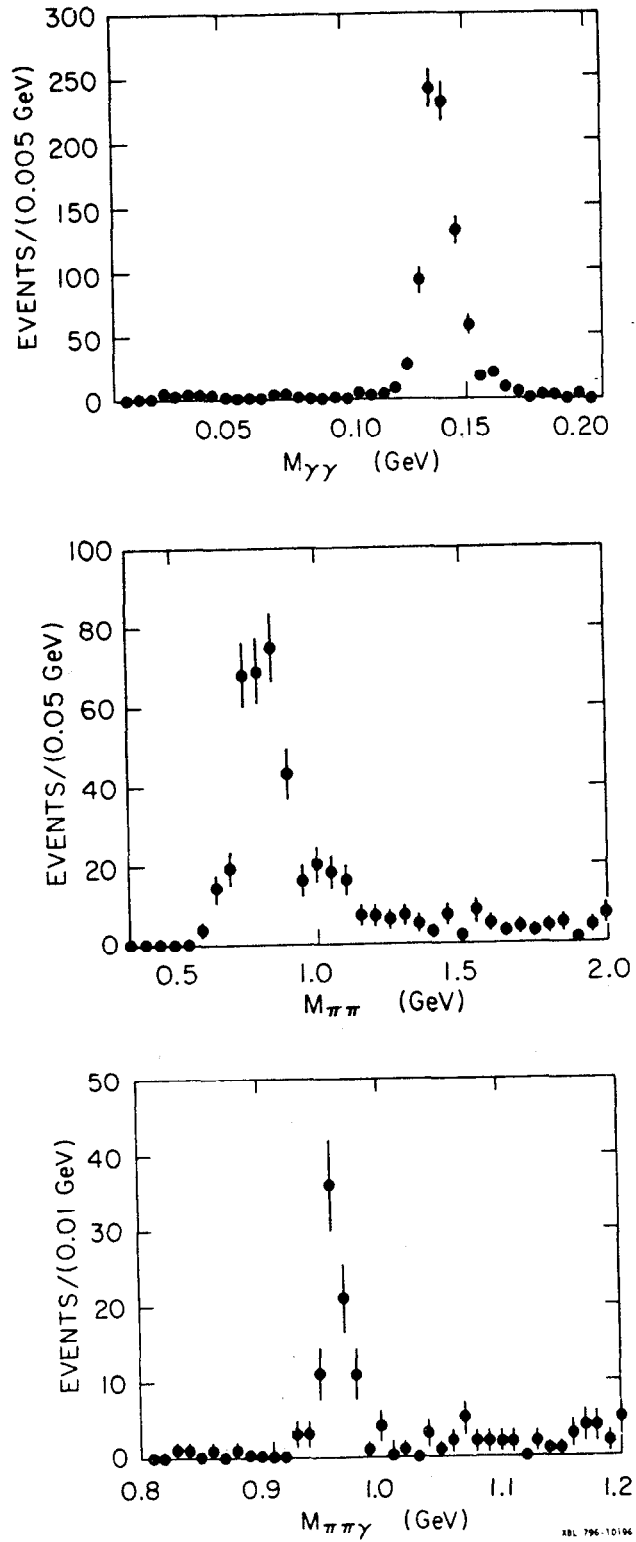 300
250
200
150
100
50
0
EVENTS/(0.005 GeV)
0.05 0.10 0.15 0.20
Mγγ (GeV)
100
80
60
40
20
0
EVENTS/(0.05 GeV)
0.5 1.0 1.5 2.0
Mππ (GeV)
50
40
30
20
10
0
EVENTS/(0.01 GeV)
0.8 0.9 1.0 1.1 1.2
Mππγ (GeV)
XBL 796-10196